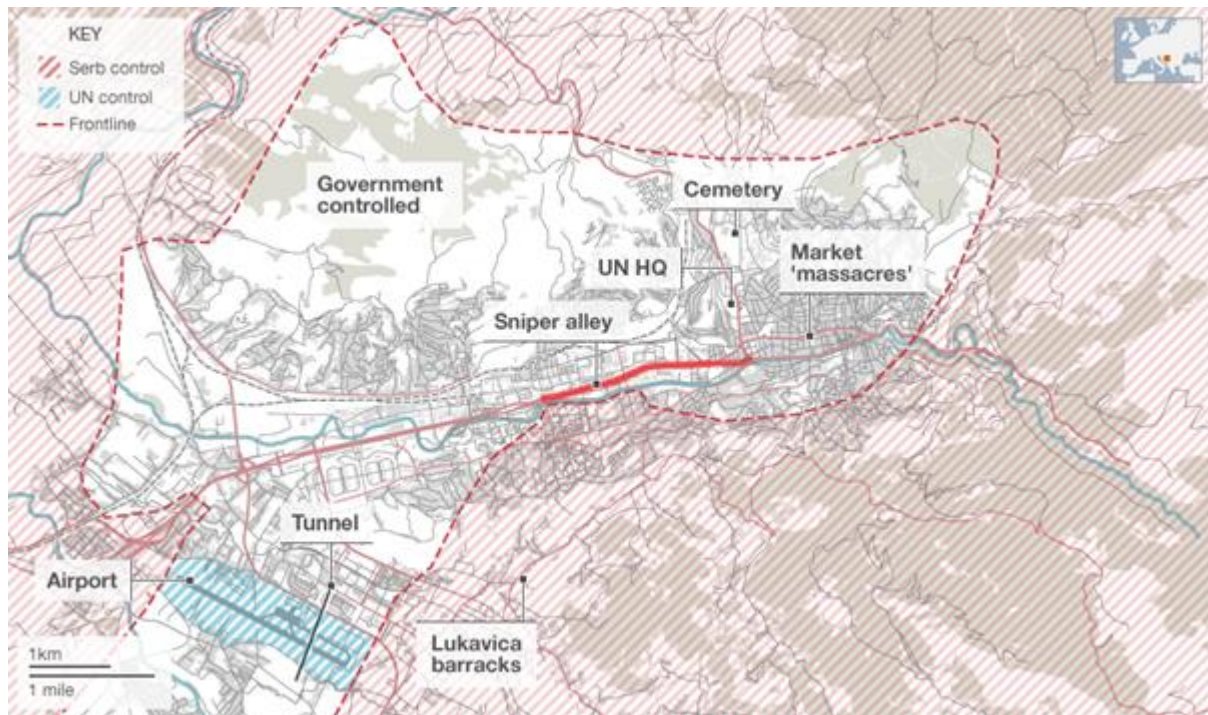 KEY
Serb control
UN control
Frontline
Government
controlled
Cemetery
UN HQ
Market
'massacres'
Sniper alley
Tunnel
Airport
Lukavica
barracks
1km
1 mile